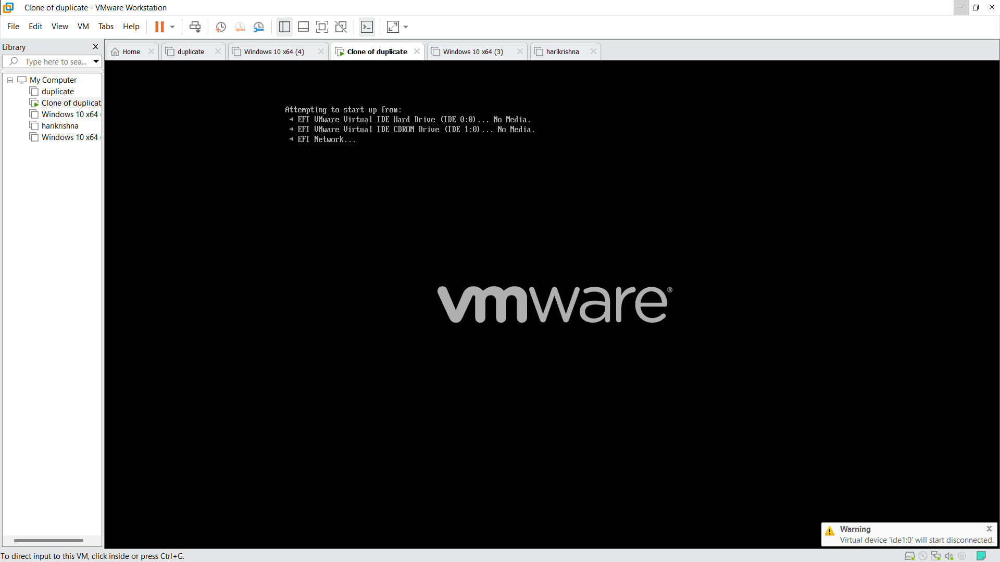 Clone of duplicate - VMware Workstation
File Edit View VM Tabs Help
Library
Type here to sea...
Home
duplicate
Windows 10 x64 (4)
Clone of duplicate
Windows 10 x64 (3)
harikrishna
My Computer
duplicate
Clone of duplicat
Windows 10 x64 (
harikrishna
Windows 10 x64 (
Attempting to start up from:
→ EFI VMware Virtual IDE Hard Drive (IDE 0:0)... No Media.
→ EFI VMware Virtual IDE CDROM Drive (IDE 1:0)... No Media.
→ EFI Network...
vmware®
Warning
Virtual device 'ide1:0' will start disconnected.
To direct input to this VM, click inside or press Ctrl+G.